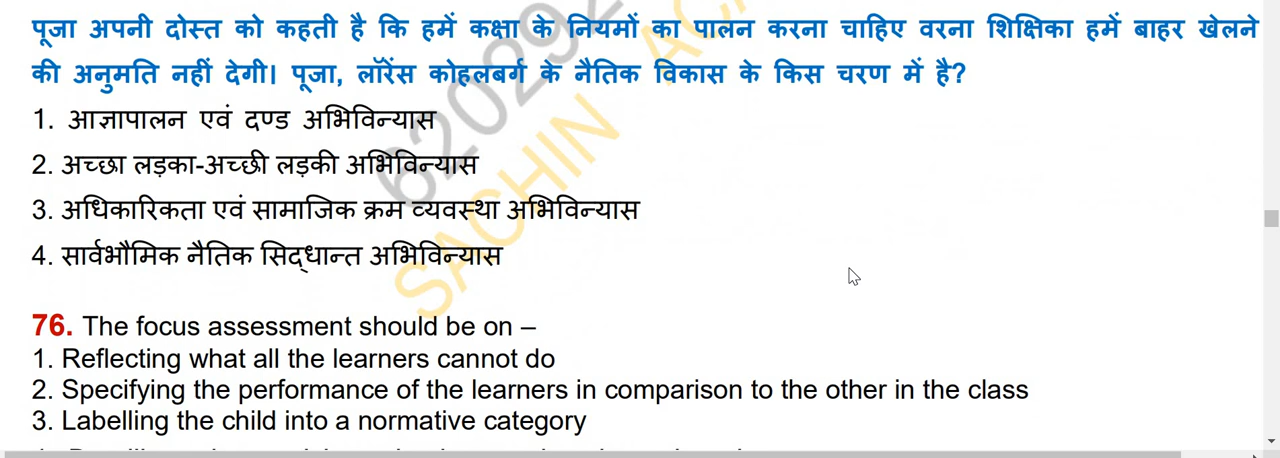 पूजा अपनी दोस्त को कहती है कि हमें कक्षा के नियमों का पालन करना चाहिए वरना शिक्षिका हमें बाहर खेलने
की अनुमति नहीं देगी। पूजा, लॉरेंस कोहलबर्ग के नैतिक विकास के किस चरण में है?
1. आज्ञापालन एवं दण्ड अभिविन्यास
2. अच्छा लड़का-अच्छी लड़की अभिविन्यास
3. अधिकारिकता एवं सामाजिक क्रम व्यवस्था अभिविन्यास
4. सार्वभौमिक नैतिक सिद्धान्त अभिविन्यास
620292
SACHIN AC
76. The focus assessment should be on –
1. Reflecting what all the learners cannot do
2. Specifying the performance of the learners in comparison to the other in the class
3. Labelling the child into a normative category